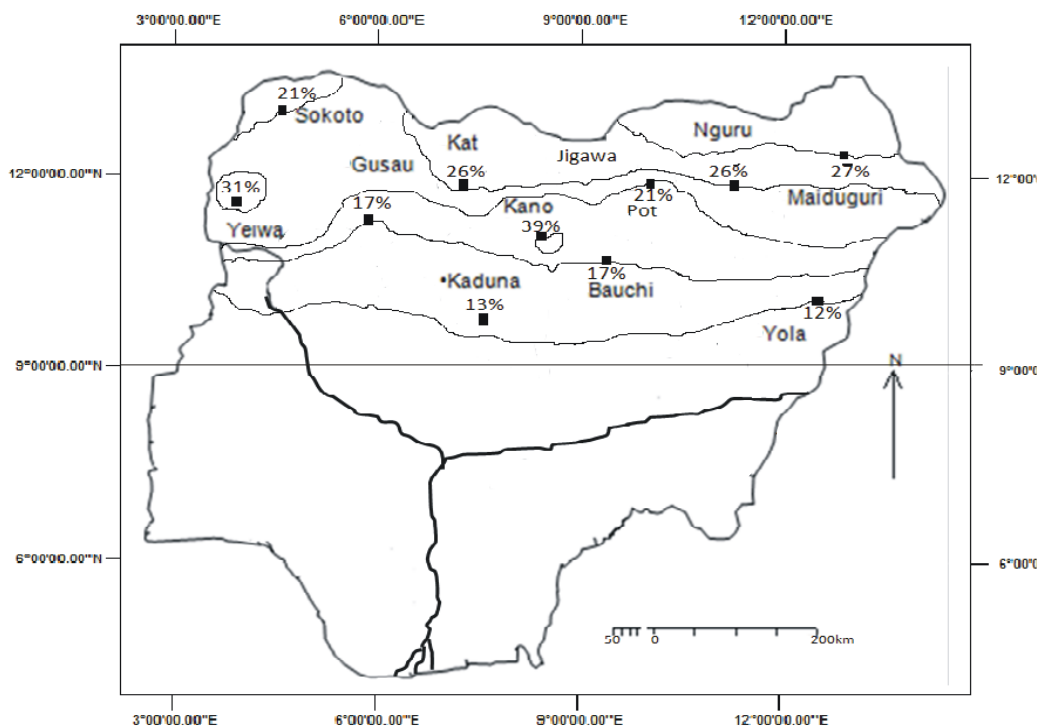 3°00'00.00"E 6°00'00.00"E 9°00'00.00"E 12°00'00.00"E
21%
Sokoto
Nguru
Kat
Jigawa
Gusau
12°00'00.00"N
26%
26%
27%
12°00'0
31%
21%
Maiduguri
17%
Kano
Pot
Yelwa
39%
17%
•Kaduna
Bauchi
13%
12%
Yola
N
9°00'00.00"N
9°00'0
6°00'00.00"N
6°00'0
50 0 200km
3°00'00.00"E 6°00'00.00"E 9°00'00.00"E 12°00'00.00"E